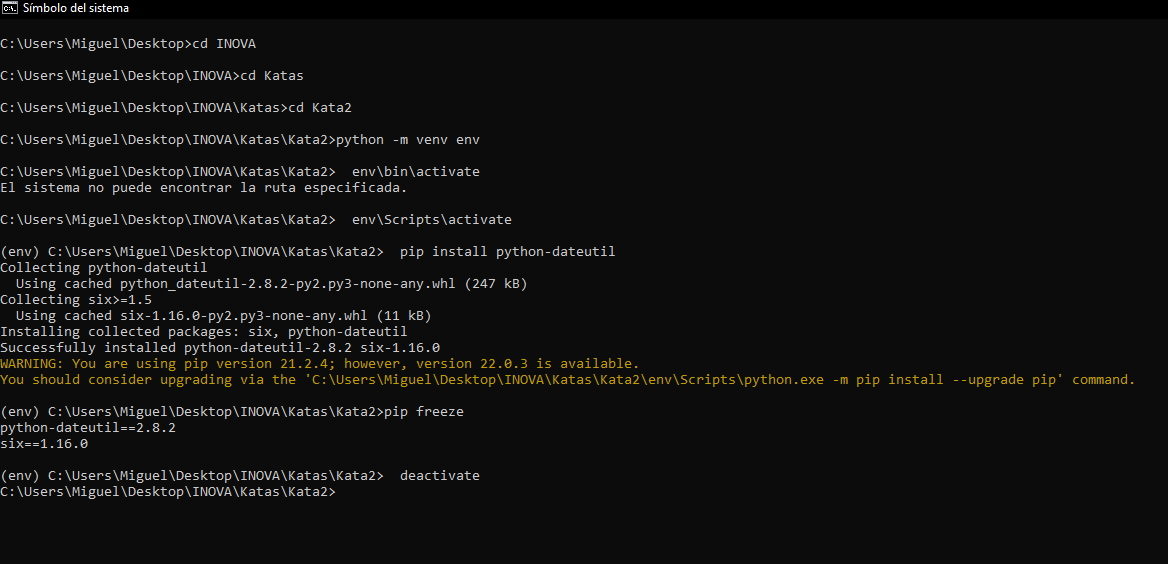 Símbolo del sistema
C:\Users\Miguel\Desktop>cd INOVA
C:\Users\Miguel\Desktop\INOVA>cd Katas
C:\Users\Miguel\Desktop\INOVA\Katas>cd Kata2
C:\Users\Miguel\Desktop\INOVA\Katas\Kata2>python -m venv env
C:\Users\Miguel\Desktop\INOVA\Katas\Kata2>  env\bin\activate
El sistema no puede encontrar la ruta especificada.
C:\Users\Miguel\Desktop\INOVA\Katas\Kata2>  env\Scripts\activate
(env) C:\Users\Miguel\Desktop\INOVA\Katas\Kata2>  pip install python-dateutil
Collecting python-dateutil
  Using cached python_dateutil-2.8.2-py2.py3-none-any.whl (247 kB)
Collecting six>=1.5
  Using cached six-1.16.0-py2.py3-none-any.whl (11 kB)
Installing collected packages: six, python-dateutil
Successfully installed python-dateutil-2.8.2 six-1.16.0
WARNING: You are using pip version 21.2.4; however, version 22.0.3 is available.
You should consider upgrading via the 'C:\Users\Miguel\Desktop\INOVA\Katas\Kata2\env\Scripts\python.exe -m pip install --upgrade pip' command.
(env) C:\Users\Miguel\Desktop\INOVA\Katas\Kata2>pip freeze
python-dateutil==2.8.2
six==1.16.0
(env) C:\Users\Miguel\Desktop\INOVA\Katas\Kata2>  deactivate
C:\Users\Miguel\Desktop\INOVA\Katas\Kata2>